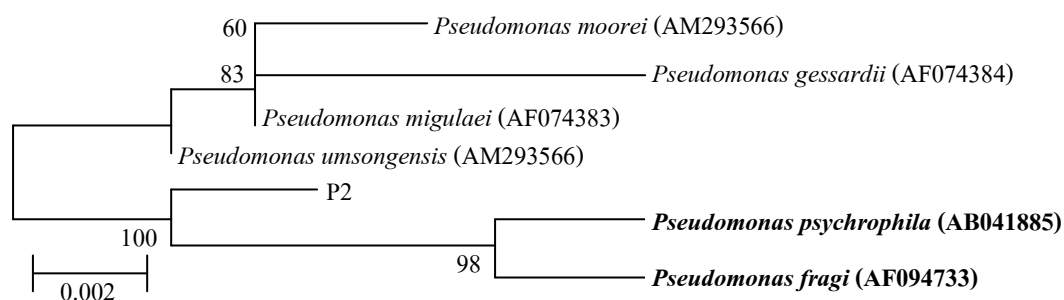 60
Pseudomonas moorei (AM293566)
83
Pseudomonas gessardii (AF074384)
Pseudomonas migulaei (AF074383)
Pseudomonas umsongensis (AM293566)
P2
100
Pseudomonas psychrophila (AB041885)
98
Pseudomonas fragi (AF094733)
0.002